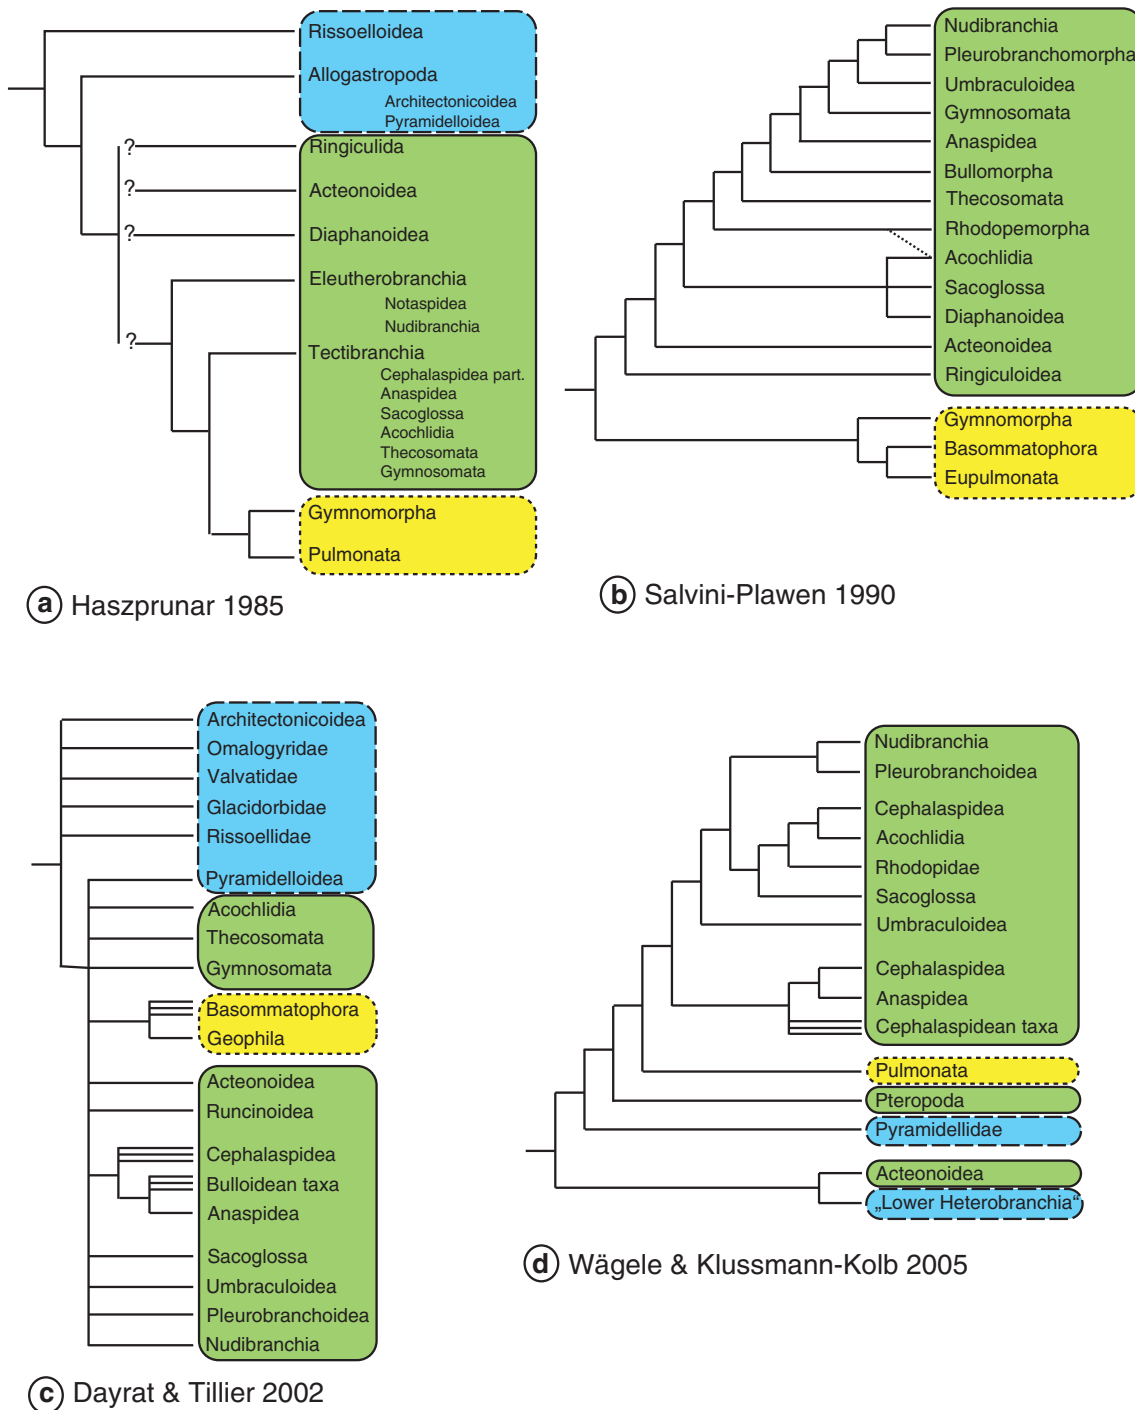 Rissoelloidea
Allogastropoda
Architectonicoidea
Pyramidelloidea
? Ringiculida
? Acteonoidea
? Diaphanoidea
Eleutherobranchia
Notaspidea
Nudibranchia
?
Tectibranchia
Cephalaspidea part.
Anaspidea
Sacoglossa
Acochlidia
Thecosomata
Gymnosomata
Gymnomorpha
Pulmonata
a Haszprunar 1985
Nudibranchia
Pleurobranchomorpha
Umbraculoidea
Gymnosomata
Anaspidea
Bullomorpha
Thecosomata
Rhodopemorpha
Acochlidia
Sacoglossa
Diaphanoidea
Acteonoidea
Ringiculoidea
Gymnomorpha
Basommatophora
Eupulmonata
b Salvini-Plawen 1990
Architectonicoidea
Omalogyridae
Valvatidae
Glacidorbidae
Rissoellidae
Pyramidelloidea
Acochlidia
Thecosomata
Gymnosomata
Basommatophora
Geophila
Acteonoidea
Runcinoidea
Cephalaspidea
Bulloidean taxa
Anaspidea
Sacoglossa
Umbraculoidea
Pleurobranchoidea
Nudibranchia
c Dayrat & Tillier 2002
Nudibranchia
Pleurobranchoidea
Cephalaspidea
Acochlidia
Rhodopidae
Sacoglossa
Umbraculoidea
Cephalaspidea
Anaspidea
Cephalaspidean taxa
Pulmonata
Pteropoda
Pyramidellidae
Acteonoidea
„Lower Heterobranchia“
d Wägele & Klussmann-Kolb 2005